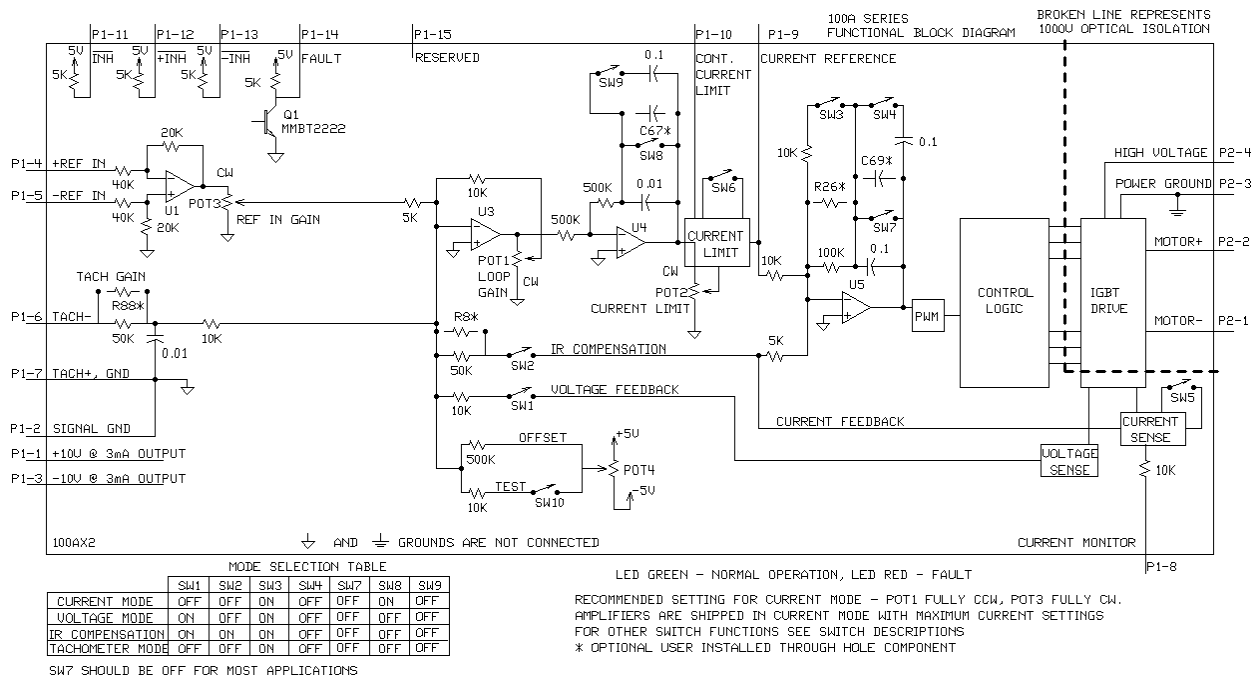 100A SERIES
FUNCTIONAL BLOCK DIAGRAM
BROKEN LINE REPRESENTS
1000V OPTICAL ISOLATION
P1-11
P1-12
P1-13
P1-14
P1-15
P1-10
P1-9
5V
INH
5V
+INH
5V
-INH
5V
FAULT
RESERVED
CONT.
CURRENT
LIMIT
CURRENT REFERENCE
5K
5K
5K
5K
Q1
MMBT2222
0.1
SW9
C67*
SW8
SW3
SW4
0.1
20K
P1-4
+REF IN
40K
CW
P1-5
-REF IN
40K
U1
POT3
REF IN GAIN
20K
5K
10K
U3
POT1
LOOP
GAIN
CW
500K
500K
0.01
U4
SW6
CURRENT
LIMIT
CW
POT2
CURRENT LIMIT
10K
C69*
R26*
SW7
100K
0.1
10K
U5
PWM
CONTROL
LOGIC
IGBT
DRIVE
HIGH VOLTAGE
P2-4
POWER GROUND
P2-3
MOTOR+
P2-2
MOTOR-
P2-1
TACH GAIN
R88*
P1-6
TACH-
50K
0.01
10K
P1-7
TACH+, GND
R8*
50K
SW2
IR COMPENSATION
5K
10K
SW1
VOLTAGE FEEDBACK
CURRENT FEEDBACK
SW5
CURRENT
SENSE
VOLTAGE
SENSE
10K
P1-2
SIGNAL GND
P1-1
+10V @ 3mA OUTPUT
P1-3
-10V @ 3mA OUTPUT
OFFSET
500K
TEST
10K
SW10
+5V
POT4
-5V
100AX2
AND
GROUNDS ARE NOT CONNECTED
CURRENT MONITOR
P1-8
MODE SELECTION TABLE
SW1 SW2 SW3 SW4 SW7 SW8 SW9
CURRENT MODE OFF OFF ON OFF OFF ON OFF
VOLTAGE MODE ON OFF ON OFF OFF OFF OFF
IR COMPENSATION ON ON ON OFF OFF OFF OFF
TACHOMETER MODE OFF OFF ON OFF OFF OFF OFF
SW7 SHOULD BE OFF FOR MOST APPLICATIONS
LED GREEN - NORMAL OPERATION, LED RED - FAULT
RECOMMENDED SETTING FOR CURRENT MODE - POT1 FULLY CCW, POT3 FULLY CW.
AMPLIFIERS ARE SHIPPED IN CURRENT MODE WITH MAXIMUM CURRENT SETTINGS
FOR OTHER SWITCH FUNCTIONS SEE SWITCH DESCRIPTIONS
* OPTIONAL USER INSTALLED THROUGH HOLE COMPONENT